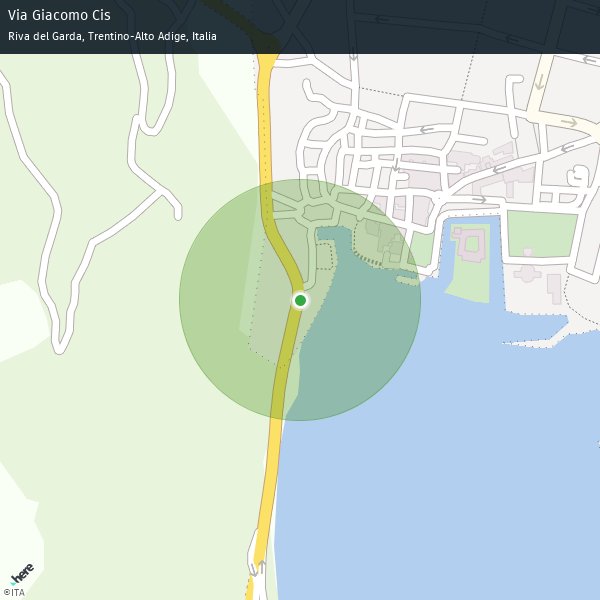 Via Giacomo Cis
Riva del Garda, Trentino-Alto Adige, Italia
here
©ITA